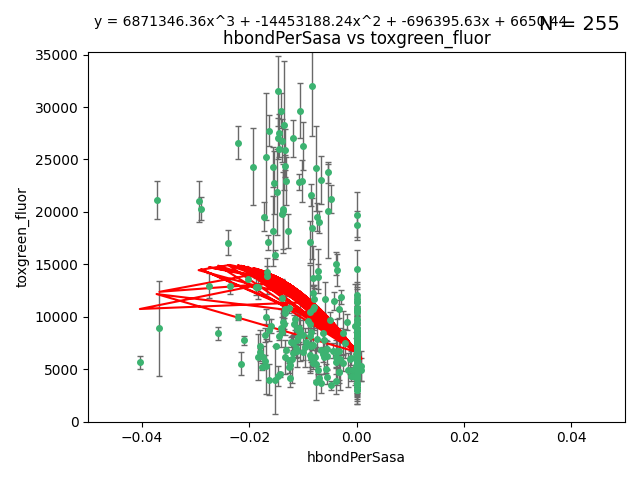 y = 6871346.36x^3 + -14453188.24x^2 + -696395.63x + 6650.44
N = 255
hbondPerSasa vs toxgreen_fluor
toxgreen_fluor
35000
30000
25000
20000
15000
10000
5000
0
−0.04
−0.02
0.00
0.02
0.04
hbondPerSasa